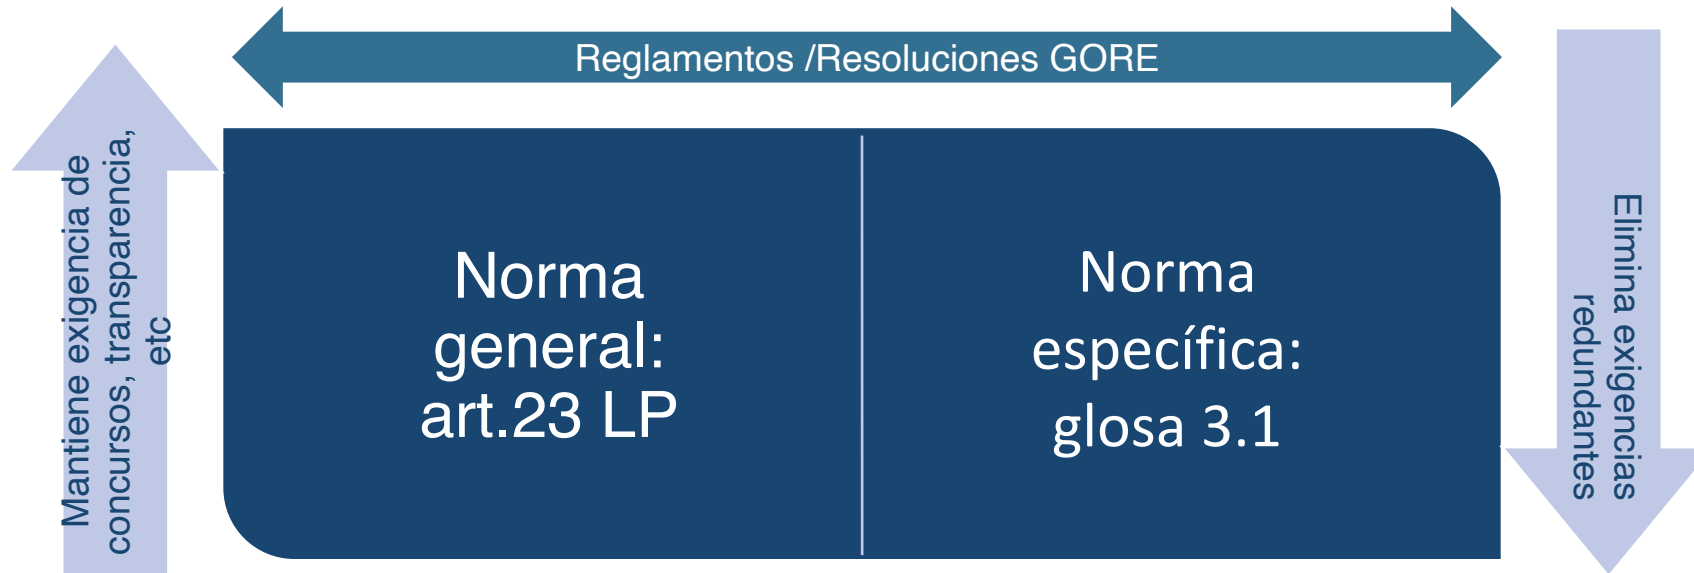 Reglamentos /Resoluciones GORE
Mantiene exigencia de
concursos, transparencia,
etc
Norma
general:
art.23 LP
Norma
específica:
glosa 3.1
Elimina exigencias
redundantes